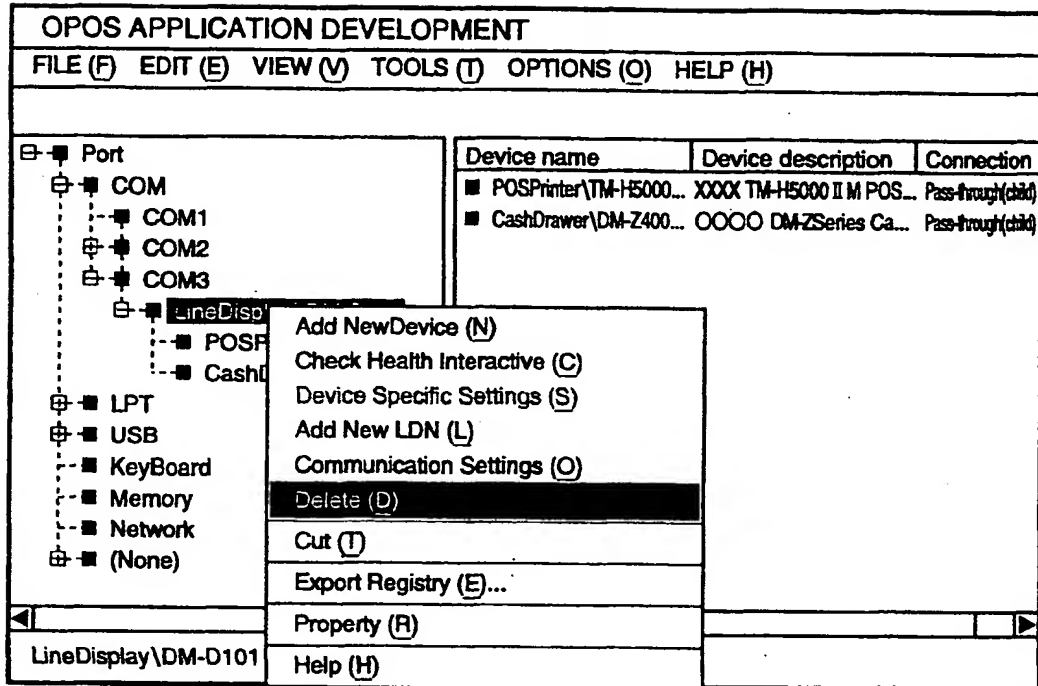 OPOS APPLICATION DEVELOPMENT
FILE (F) EDIT (E) VIEW (V) TOOLS (T) OPTIONS (O) HELP (H)
Port
COM
COM1
COM2
COM3
LineDisp
POSP
Cash
LPT
USB
KeyBoard
Memory
Network
(None)
Device name Device description Connection
POSPrinter\TM-H5000... XXXX TM-H5000 II M POS... Pass-through(child)
CashDrawer\DM-Z400... OOOO DM-ZSeries Ca... Pass-through(child)
Add NewDevice (N)
Check Health Interactive (C)
Device Specific Settings (S)
Add New LDN (L)
Communication Settings (O)
Delete (D)
Cut (T)
Export Registry (E)...
Property (R)
Help (H)
LineDisplay\DM-D101